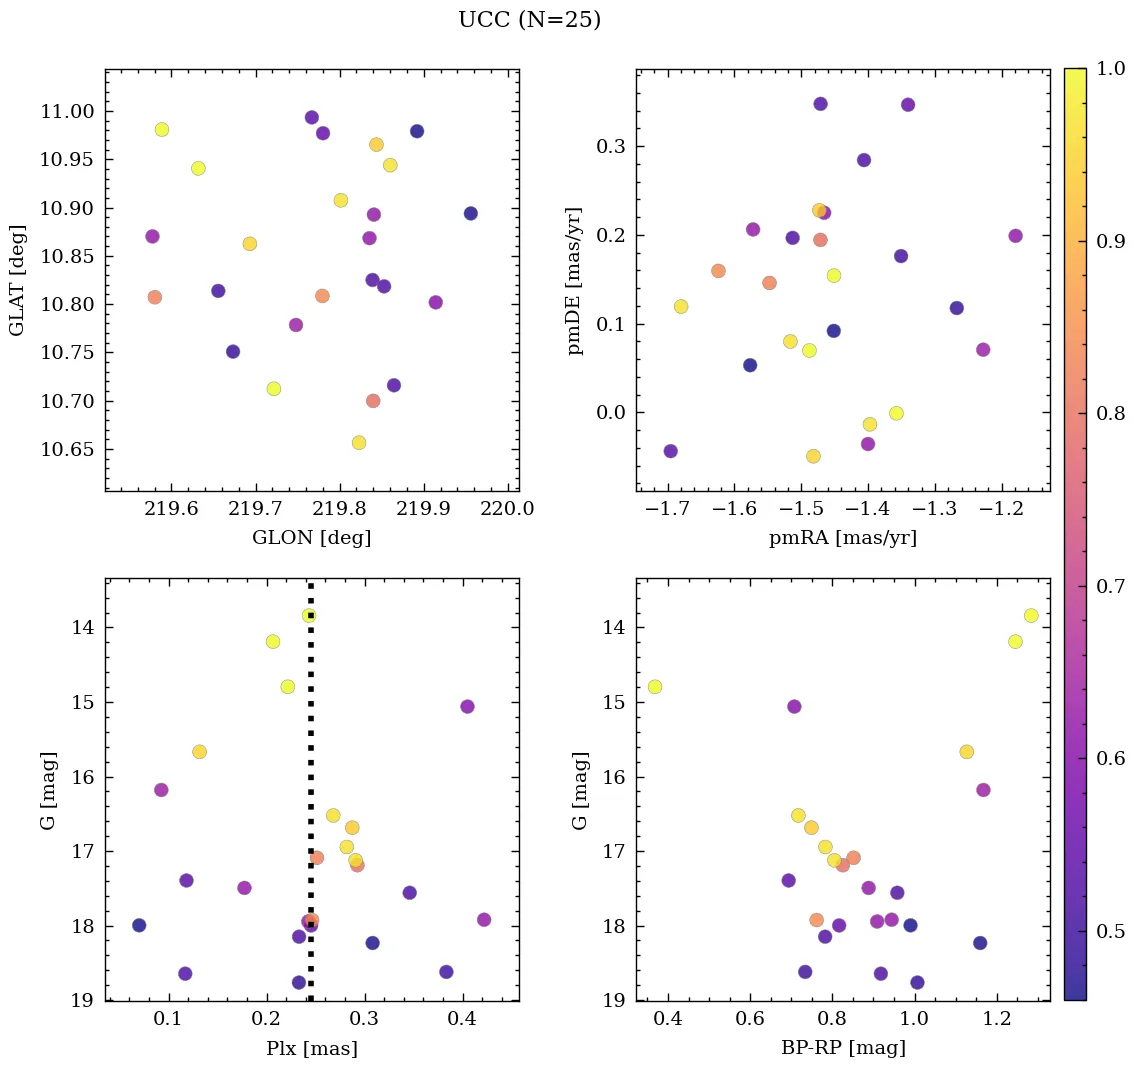 UCC (N=25)
11.00
10.95
10.90
10.85
10.80
10.75
10.70
10.65
GLAT [deg]
219.6 219.7 219.8 219.9 220.0
GLON [deg]
0.3
0.2
0.1
0.0
pmDE [mas/yr]
−1.7 −1.6 −1.5 −1.4 −1.3 −1.2
pmRA [mas/yr]
14
15
16
17
18
19
G [mag]
0.1 0.2 0.3 0.4
Plx [mas]
14
15
16
17
18
19
G [mag]
0.4 0.6 0.8 1.0 1.2
BP-RP [mag]
1.0
0.9
0.8
0.7
0.6
0.5